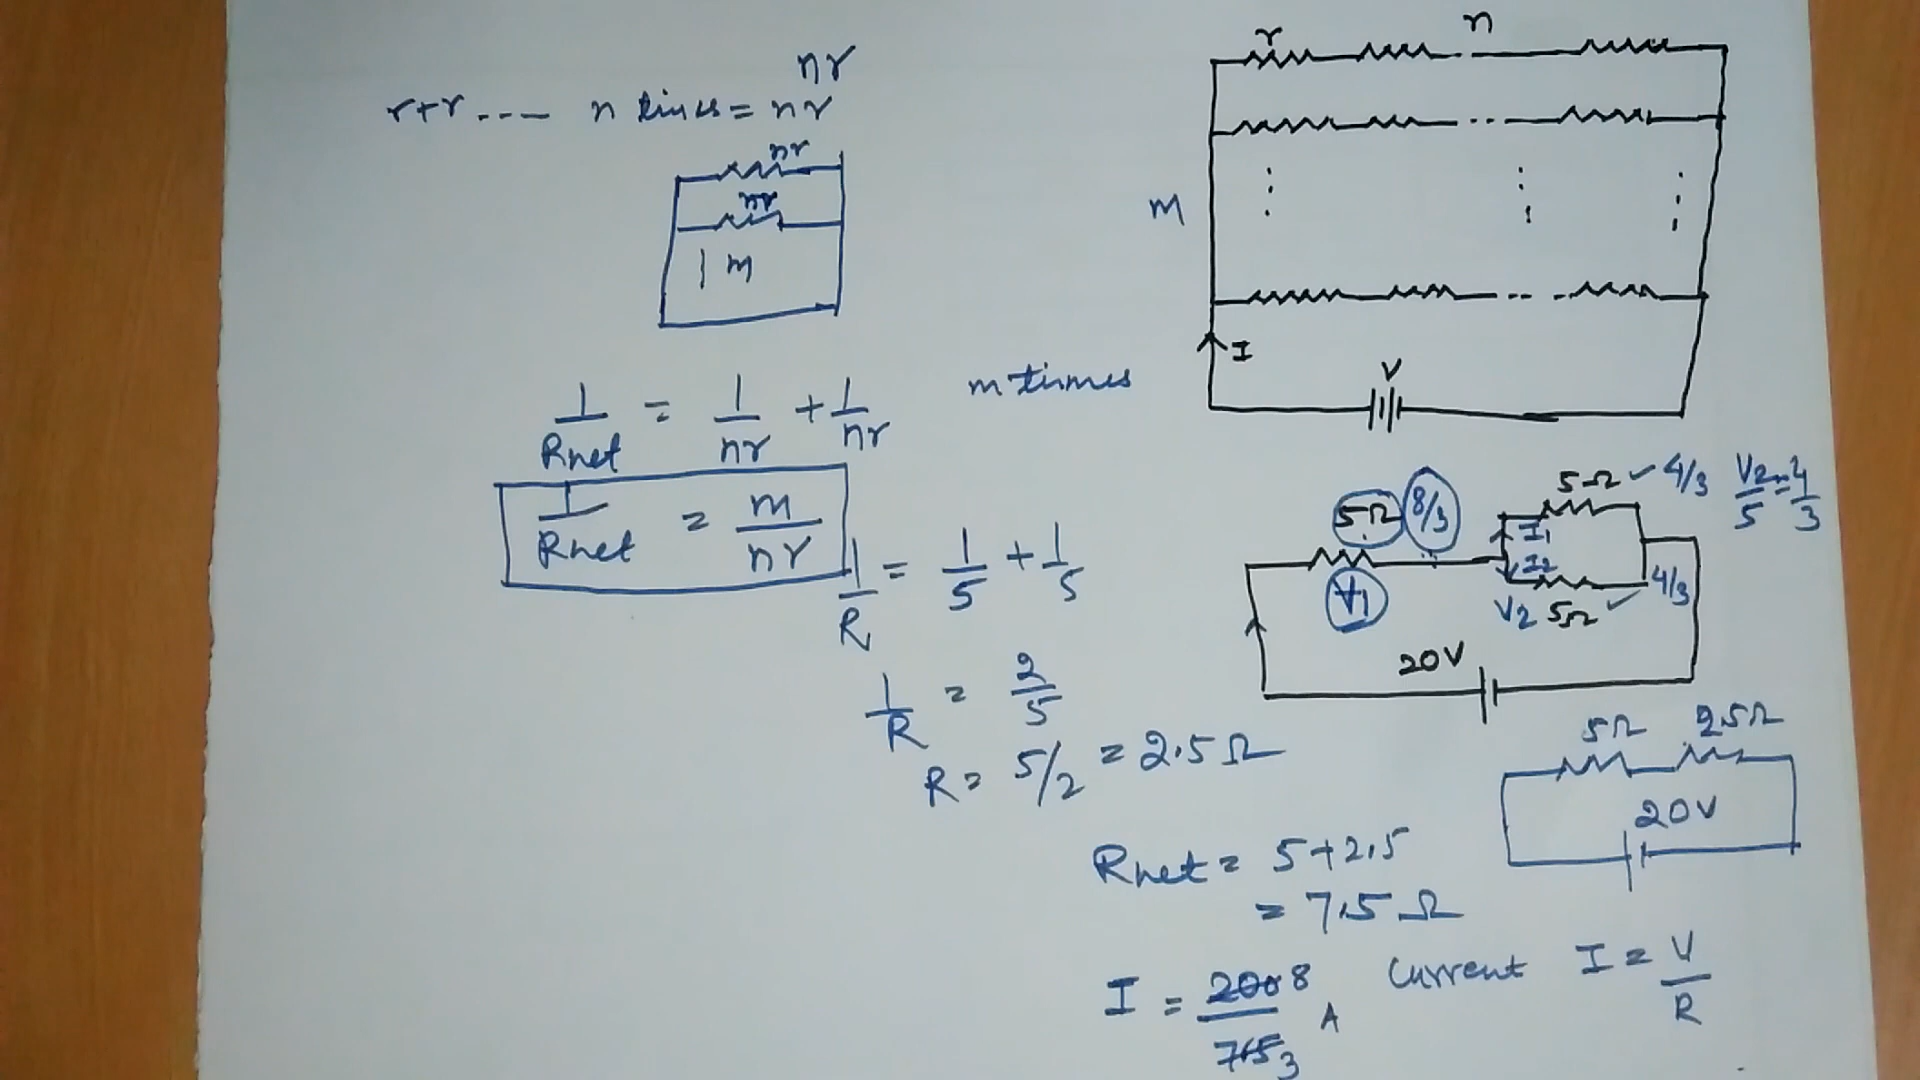 nr
r+r ---- n times = nr
nr
nr
m
1/Rnet = 1/nr + 1/nr m times
1/Rnet = m/nr
1/R = 1/5 + 1/5
1/R = 2/5
R = 5/2 = 2.5Ω
r n
m
I
V
5Ω 8/3
V1
5Ω ✓ 4/3 V2/5 = 4/3
I1
I2
4/3
V2 5Ω ✓
20V
5Ω 2.5Ω
20V
Rnet = 5+2.5
= 7.5Ω
I = 200 8/75 3 A Current I = V/R